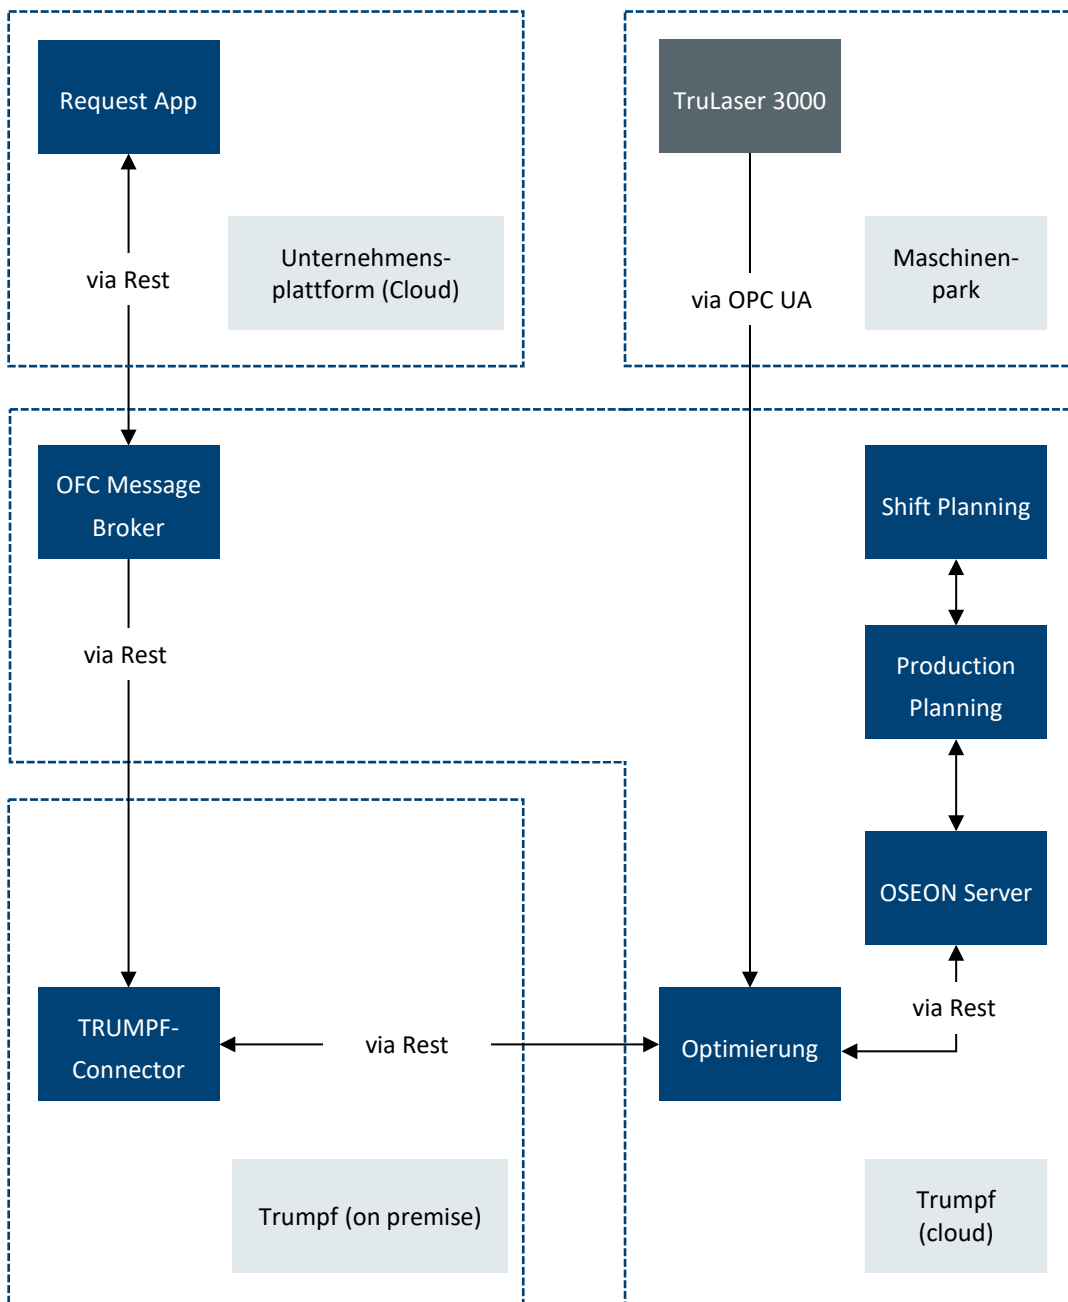 Request App
TruLaser 3000
Unternehmens-
plattform (Cloud)
Maschinen-
park
via Rest
via OPC UA
OFC Message
Broker
Shift Planning
via Rest
Production
Planning
OSEON Server
via Rest
TRUMPF-
Connector
via Rest
Optimierung
Trumpf (on premise)
Trumpf
(cloud)